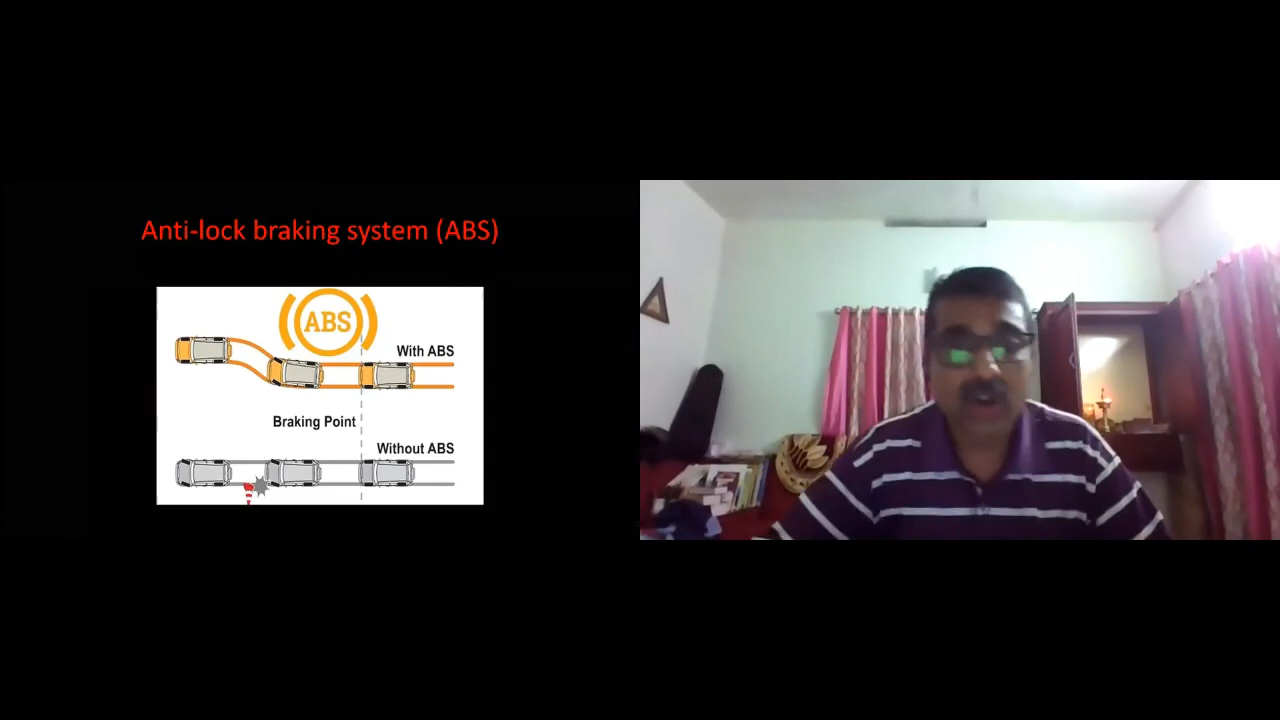 Anti-lock braking system (ABS)
ABS
With ABS
Braking Point
Without ABS